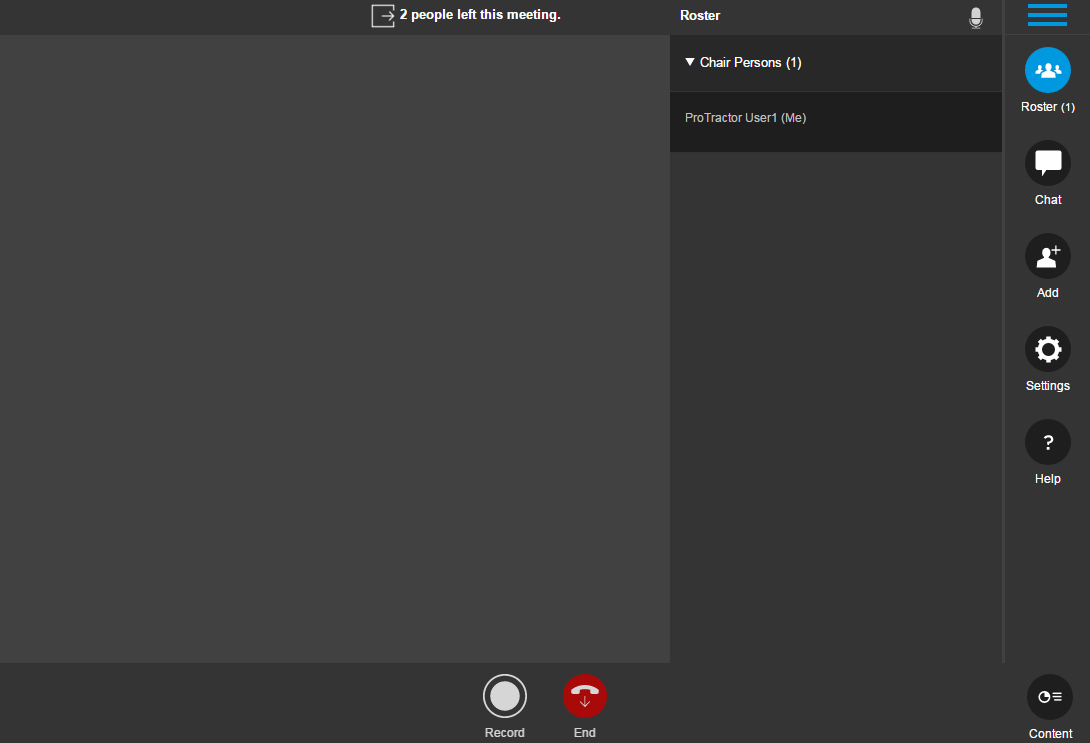 2 people left this meeting.
Roster
▼ Chair Persons (1)
ProTractor User1 (Me)
Roster (1)
Chat
Add
Settings
?
Help
Record
End
Content